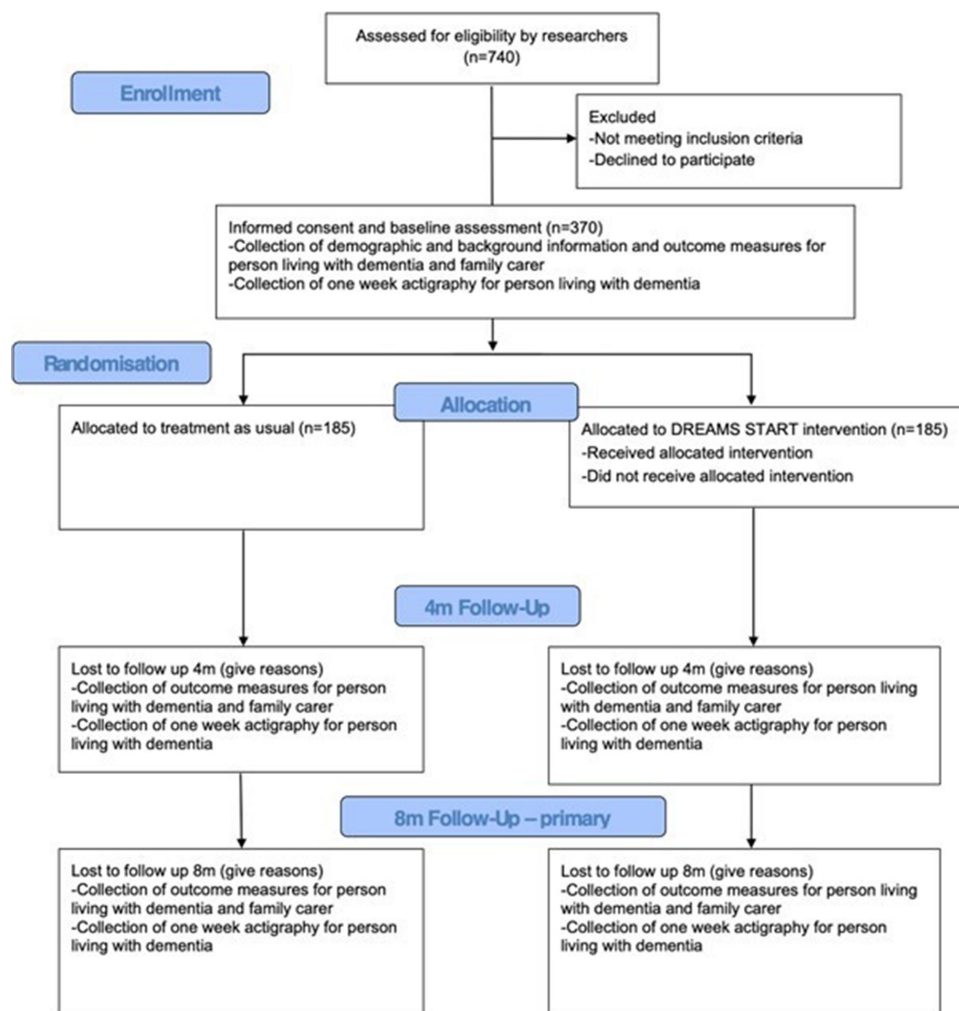 Assessed for eligibility by researchers
(n=740)
Enrollment
Excluded
-Not meeting inclusion criteria
-Declined to participate
Informed consent and baseline assessment (n=370)
-Collection of demographic and background information and outcome measures for
person living with dementia and family carer
-Collection of one week actigraphy for person living with dementia
Randomisation
Allocation
Allocated to treatment as usual (n=185)
Allocated to DREAMS START intervention (n=185)
-Received allocated intervention
-Did not receive allocated intervention
4m Follow-Up
Lost to follow up 4m (give reasons)
-Collection of outcome measures for person
living with dementia and family carer
-Collection of one week actigraphy for person
living with dementia
Lost to follow up 4m (give reasons)
-Collection of outcome measures for person living
with dementia and family carer
-Collection of one week actigraphy for person
living with dementia
8m Follow-Up – primary
Lost to follow up 8m (give reasons)
-Collection of outcome measures for person
living with dementia and family carer
-Collection of one week actigraphy for person
living with dementia
Lost to follow up 8m (give reasons)
-Collection of outcome measures for person living
with dementia and family carer
-Collection of one week actigraphy for person
living with dementia